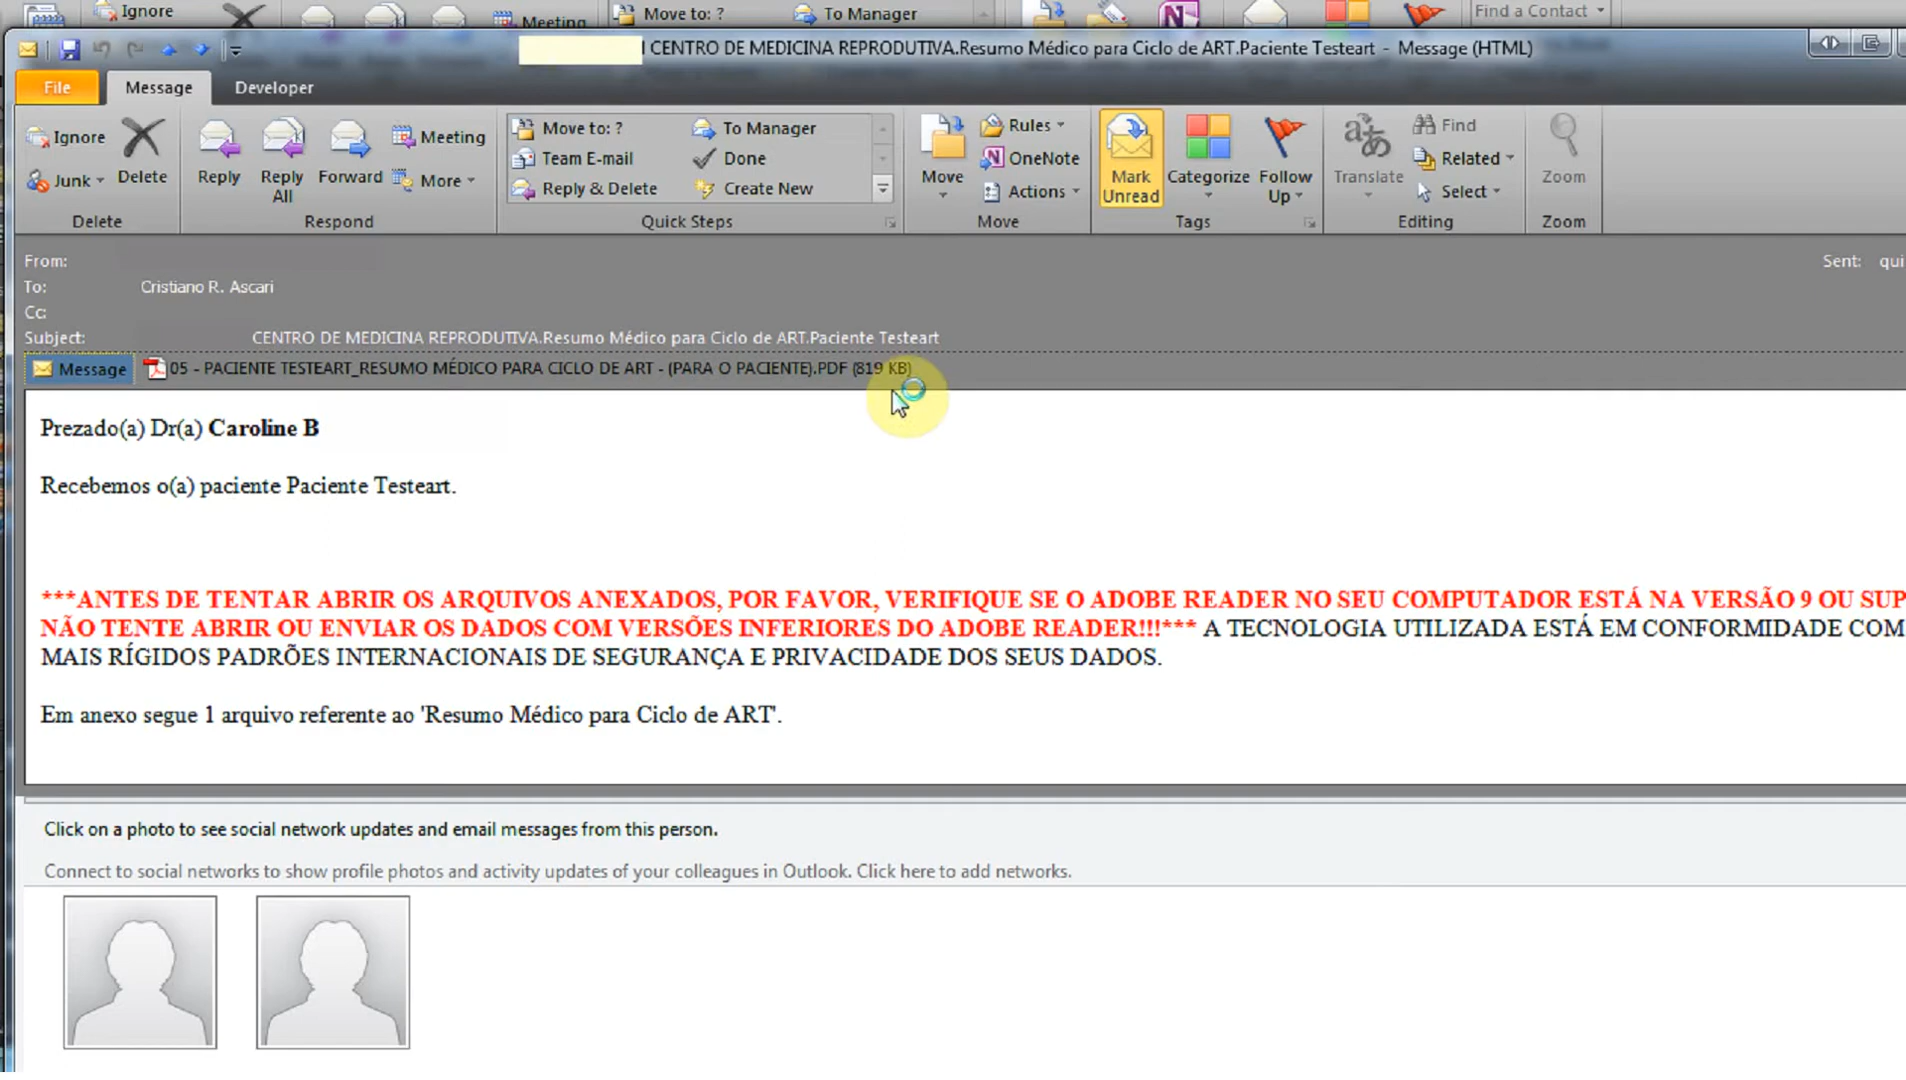 Ignore
Meeting
Move to: ?
To Manager
Find a Contact
CENTRO DE MEDICINA REPRODUTIVA.Resumo Médico para Ciclo de ART.Paciente Testeart - Message (HTML)
File
Message
Developer
Ignore
Junk
Delete
Delete
Reply
Reply All
Forward
Meeting
More
Respond
Move to: ?
Team E-mail
Reply & Delete
To Manager
Done
Create New
Quick Steps
Move
Rules
OneNote
Actions
Move
Mark Unread
Categorize
Follow Up
Tags
Translate
Find
Related
Select
Editing
Zoom
Zoom
From:
Sent: qui
To: Cristiano R. Ascari
Cc:
Subject: CENTRO DE MEDICINA REPRODUTIVA.Resumo Médico para Ciclo de ART.Paciente Testeart
Message 05 - PACIENTE TESTEART_RESUMO MÉDICO PARA CICLO DE ART - (PARA O PACIENTE).PDF (819 KB)
Prezado(a) Dr(a) Caroline B
Recebemos o(a) paciente Paciente Testeart.
***ANTES DE TENTAR ABRIR OS ARQUIVOS ANEXADOS, POR FAVOR, VERIFIQUE SE O ADOBE READER NO SEU COMPUTADOR ESTÁ NA VERSÃO 9 OU SUP
NÃO TENTE ABRIR OU ENVIAR OS DADOS COM VERSÕES INFERIORES DO ADOBE READER!!!*** A TECNOLOGIA UTILIZADA ESTÁ EM CONFORMIDADE COM
MAIS RÍGIDOS PADRÕES INTERNACIONAIS DE SEGURANÇA E PRIVACIDADE DOS SEUS DADOS.
Em anexo segue 1 arquivo referente ao 'Resumo Médico para Ciclo de ART'.
Click on a photo to see social network updates and email messages from this person.
Connect to social networks to show profile photos and activity updates of your colleagues in Outlook. Click here to add networks.